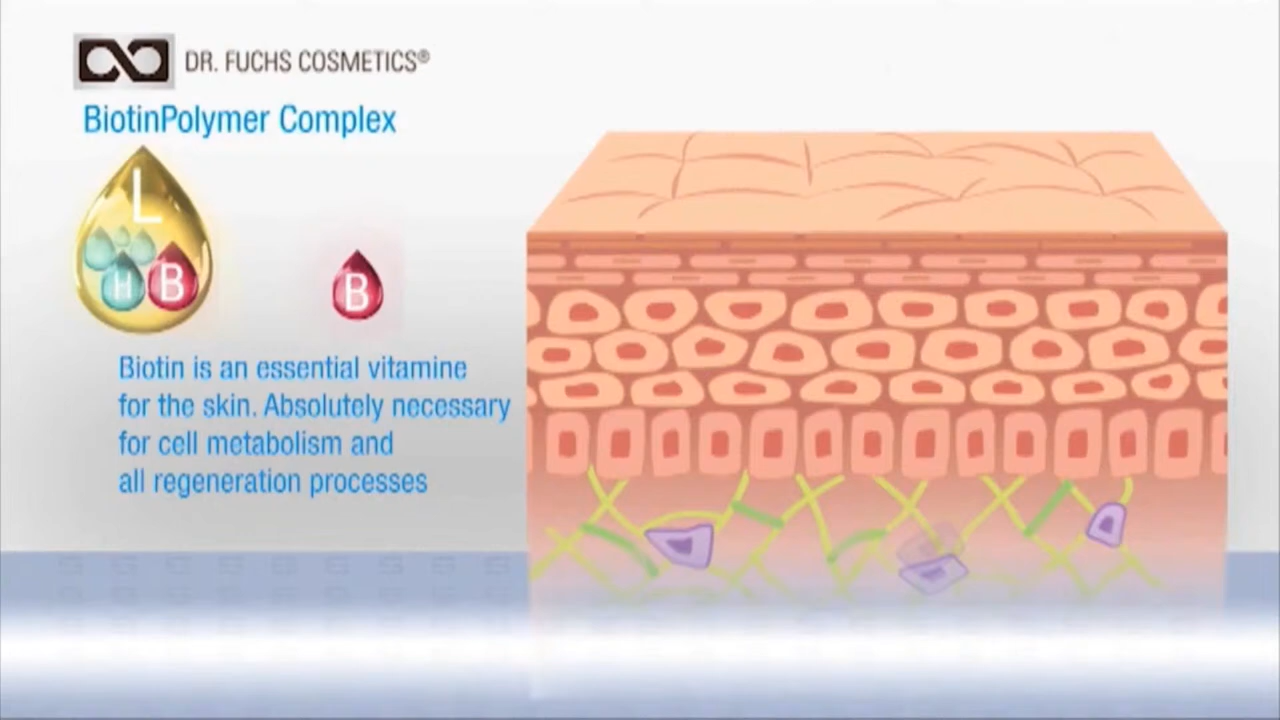 DR. FUCHS COSMETICS®
BiotinPolymer Complex
L
H B
B
Biotin is an essential vitamine
for the skin. Absolutely necessary
for cell metabolism and
all regeneration processes